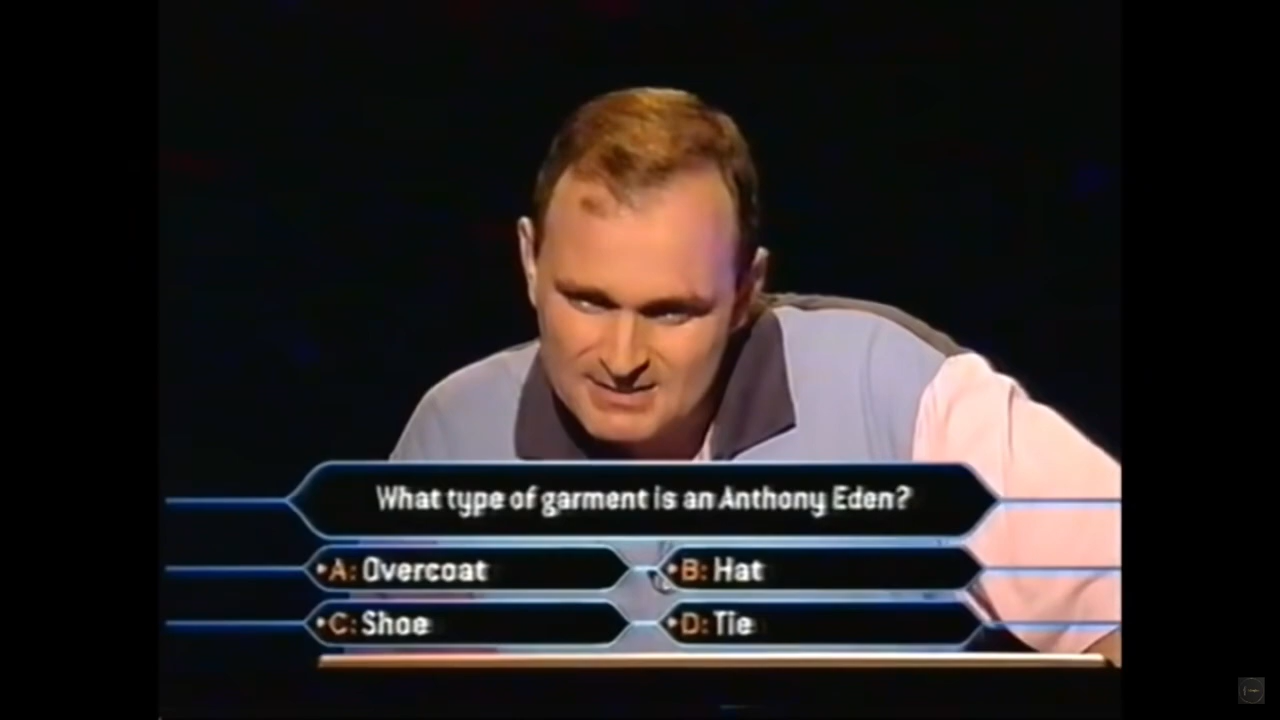 What type of garment is an Anthony Eden?
A: Overcoat
B: Hat
C: Shoe
D: Tie